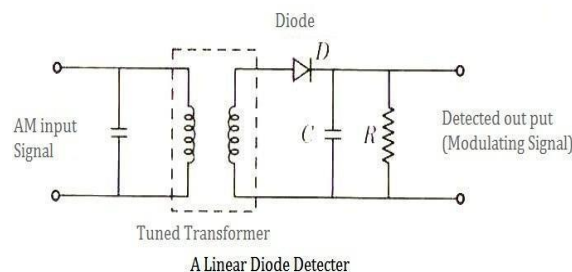 Diode
D
AM input
Signal
C
R
Detected out put
(Modulating Signal)
Tuned Transformer
A Linear Diode Detecter